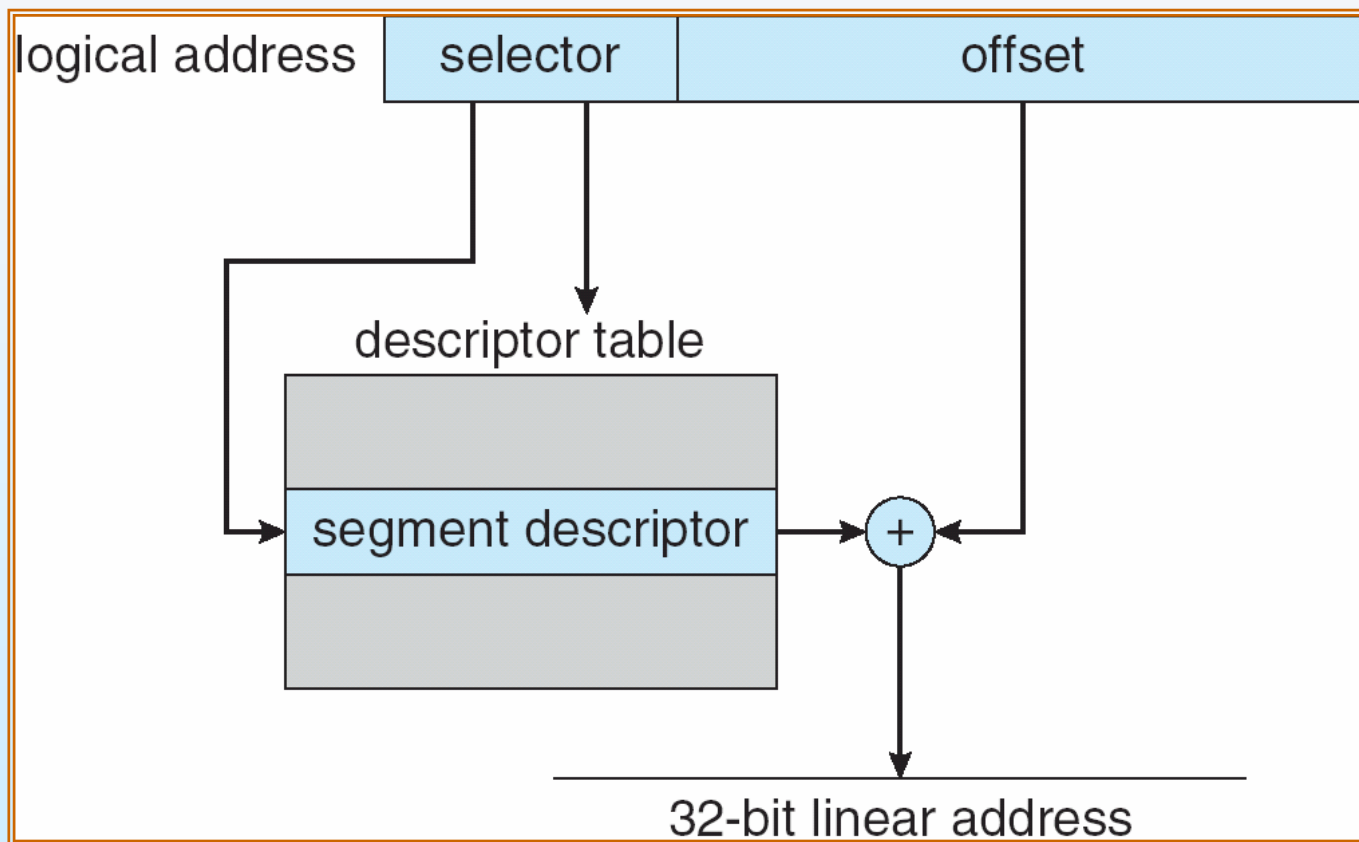 logical address selector offset
descriptor table
segment descriptor +
32-bit linear address